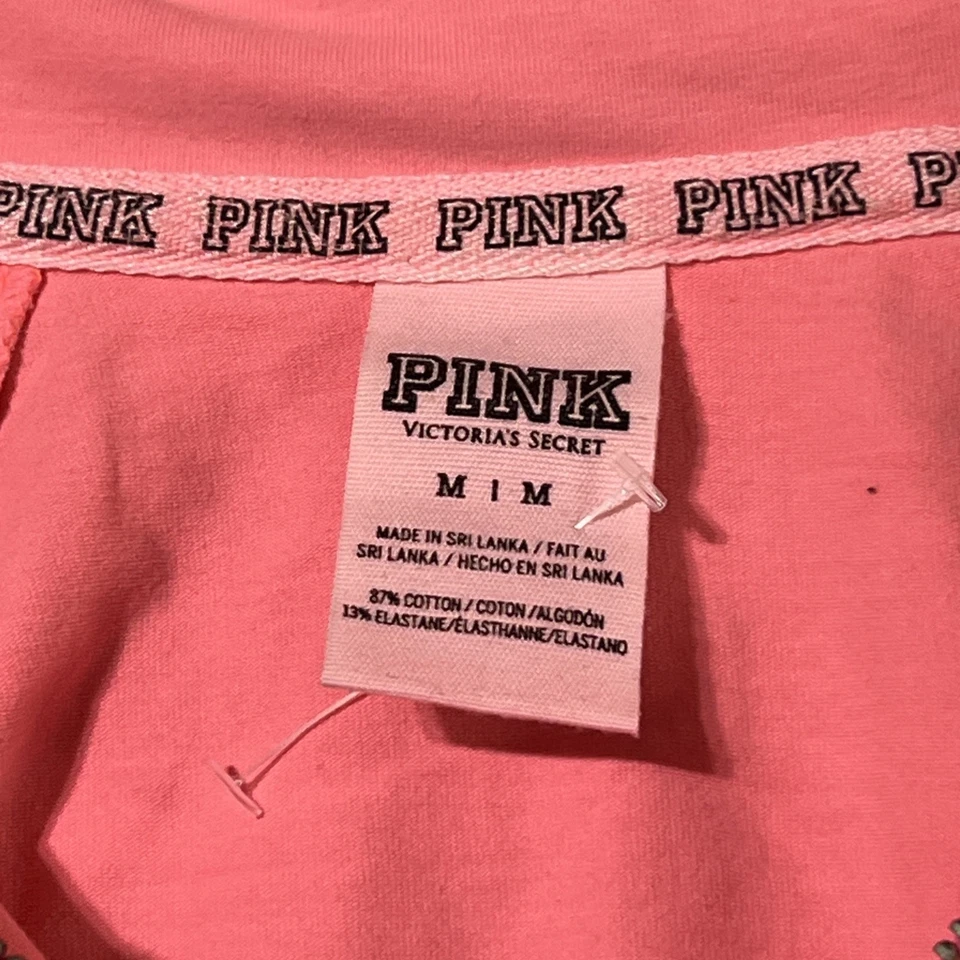 PINK PINK PINK PINK P
PINK
VICTORIA'S SECRET
M | M
MADE IN SRI LANKA / FAIT AU
SRI LANKA / HECHO EN SRI LANKA
87% COTTON / COTON / ALGODÓN
13% ELASTANE/ÉLASTHANNE/ELASTANO